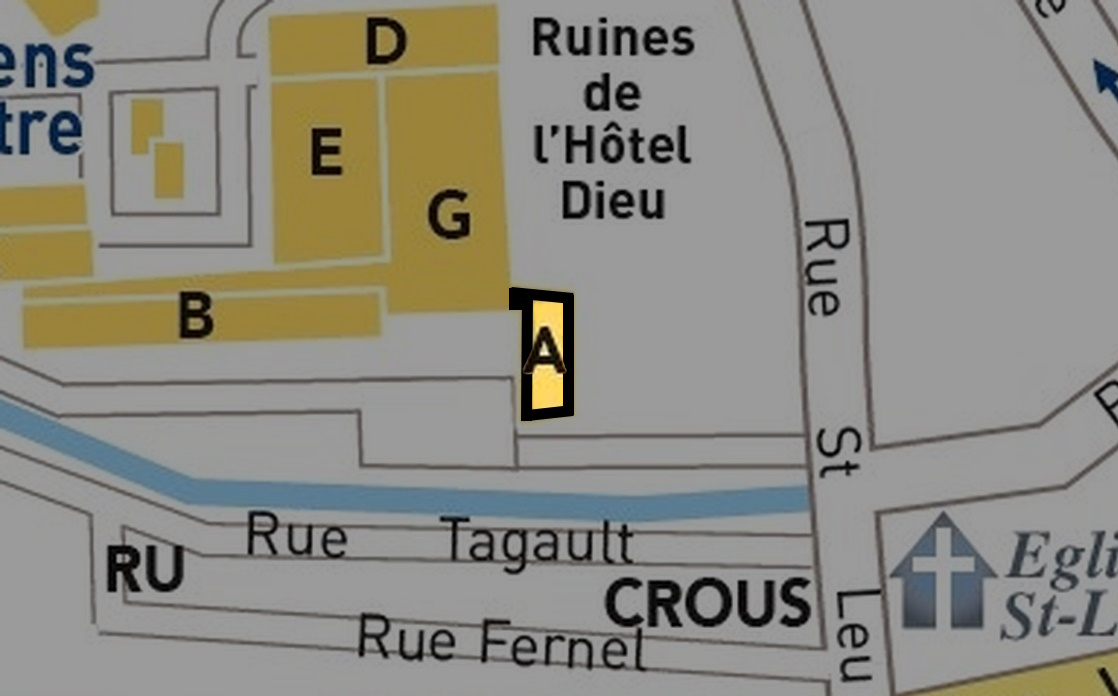 ens
tre
D
E
G
B
A
Ruines
de
l'Hôtel
Dieu
Rue St Leu
Rue Tagault
RU
CROUS
Rue Fernel
Egli
St-L